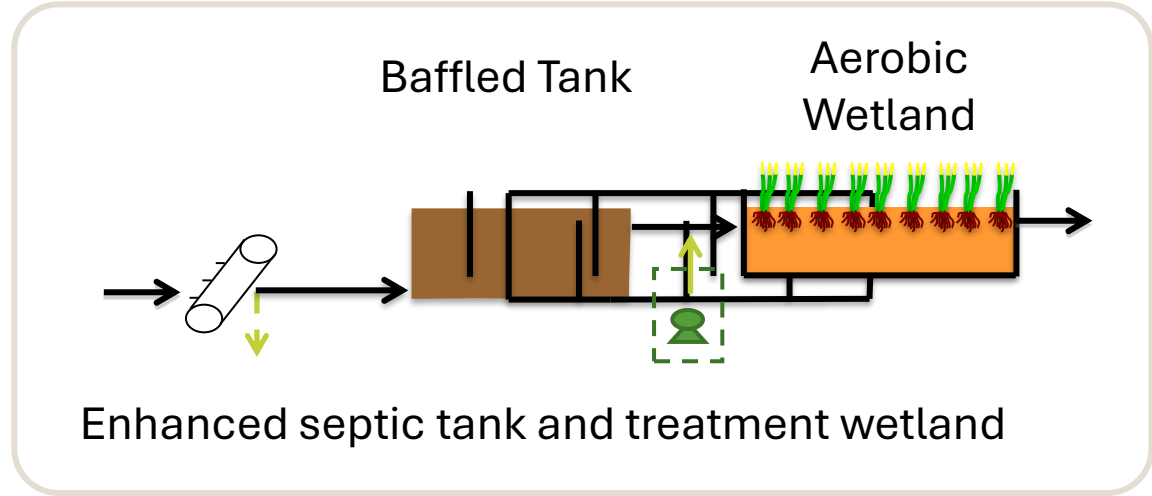 Baffled Tank
Aerobic
Wetland
Enhanced septic tank and treatment wetland